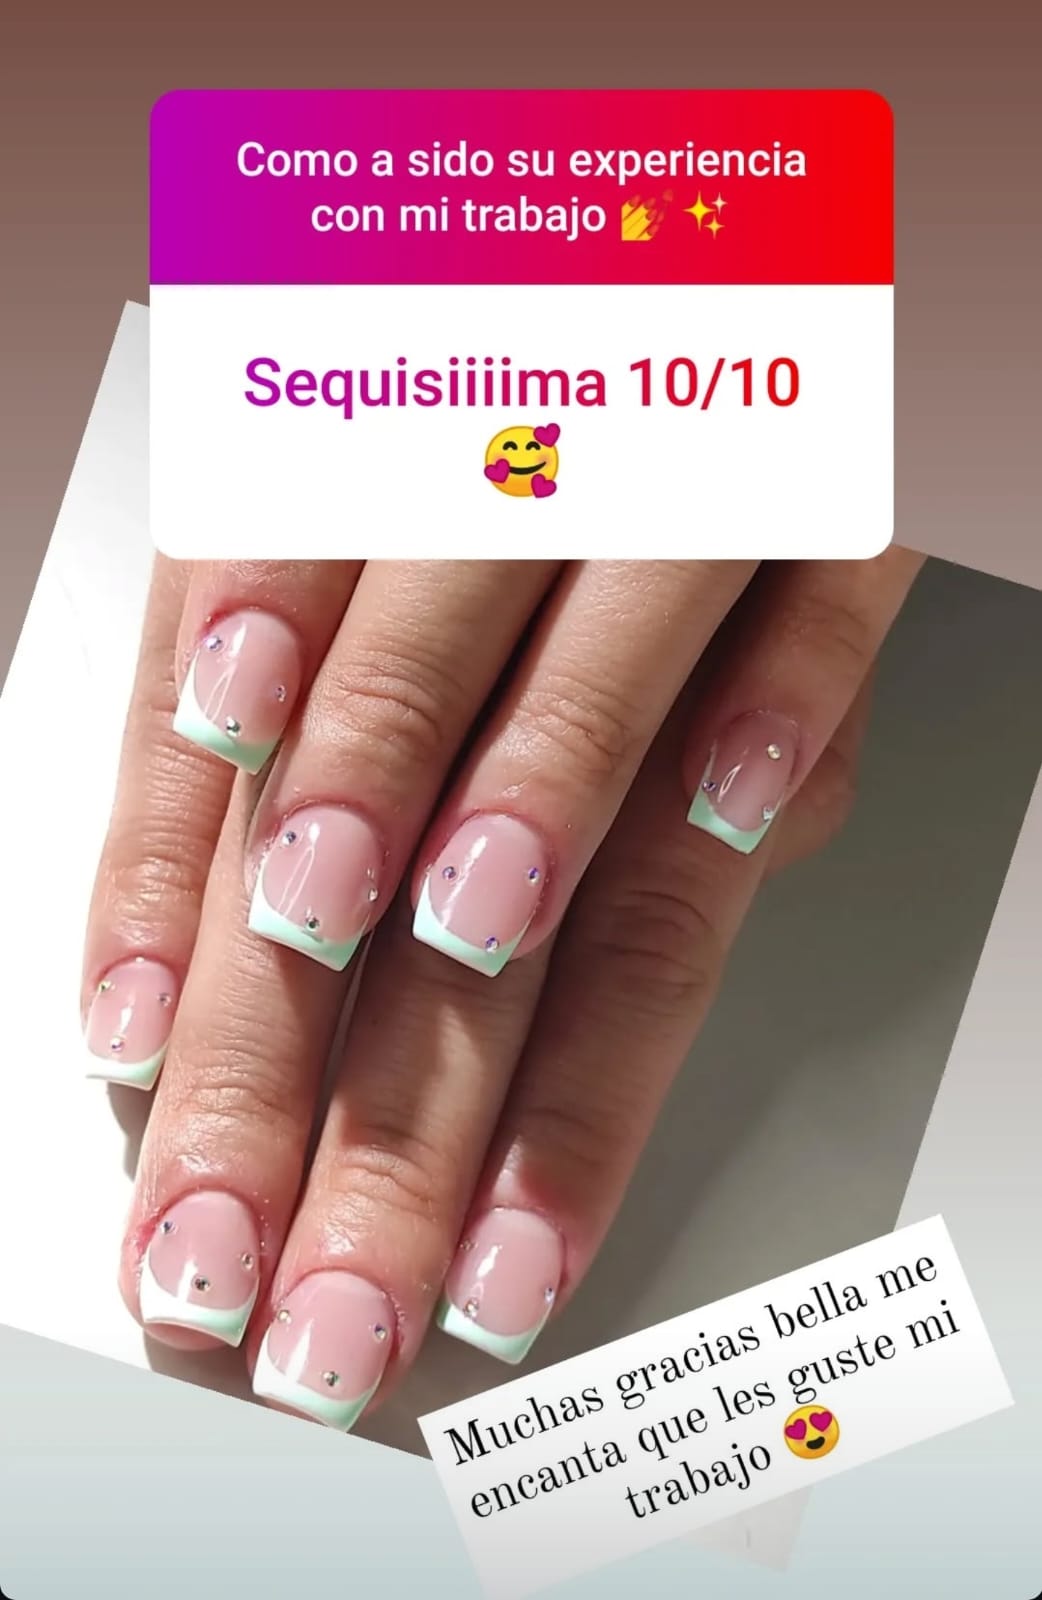 Como a sido su experiencia
con mi trabajo 💅✨
Sequisiiiima 10/10
🥰
Muchas gracias bella me
encanta que les guste mi
trabajo 😍